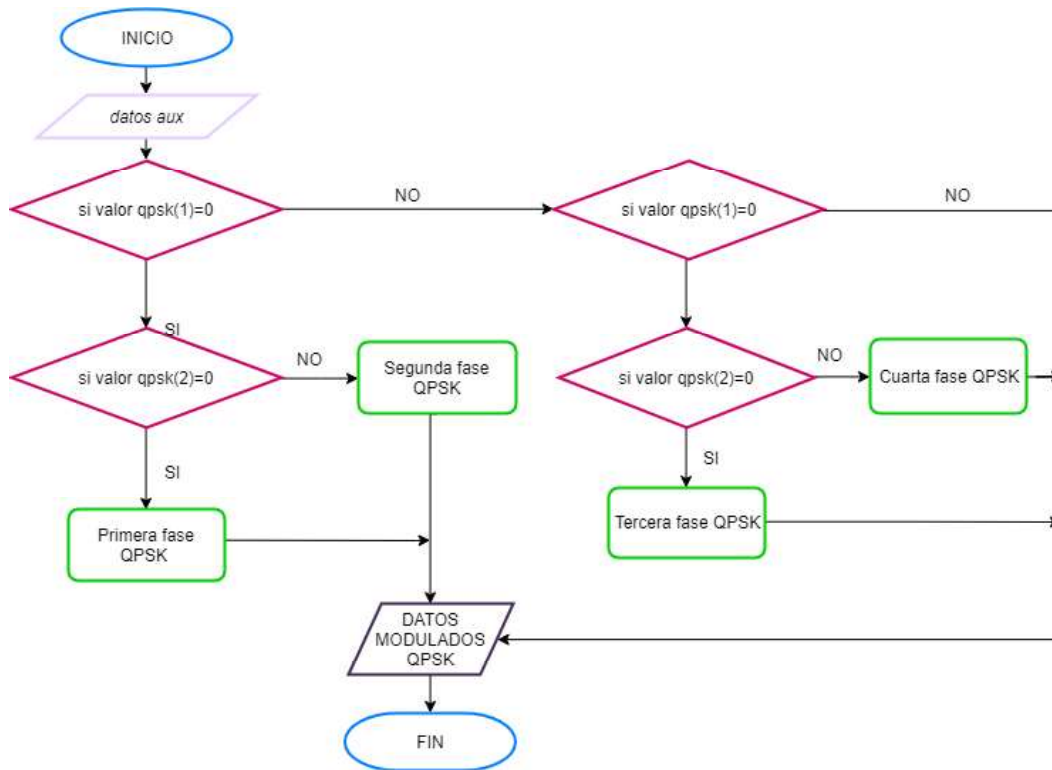 INICIO
datos aux
si valor qpsk(1)=0
NO
si valor qpsk(1)=0
NO
SI
si valor qpsk(2)=0
NO
Segunda fase
QPSK
si valor qpsk(2)=0
NO
Cuarta fase QPSK
SI
SI
Primera fase
QPSK
Tercera fase QPSK
DATOS
MODULADOS
QPSK
FIN